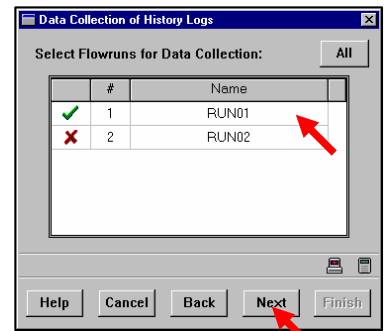 Data Collection of History Logs
Select Flowruns for Data Collection: All
# Name
1 RUN01
2 RUN02
Help Cancel Back Next Finish